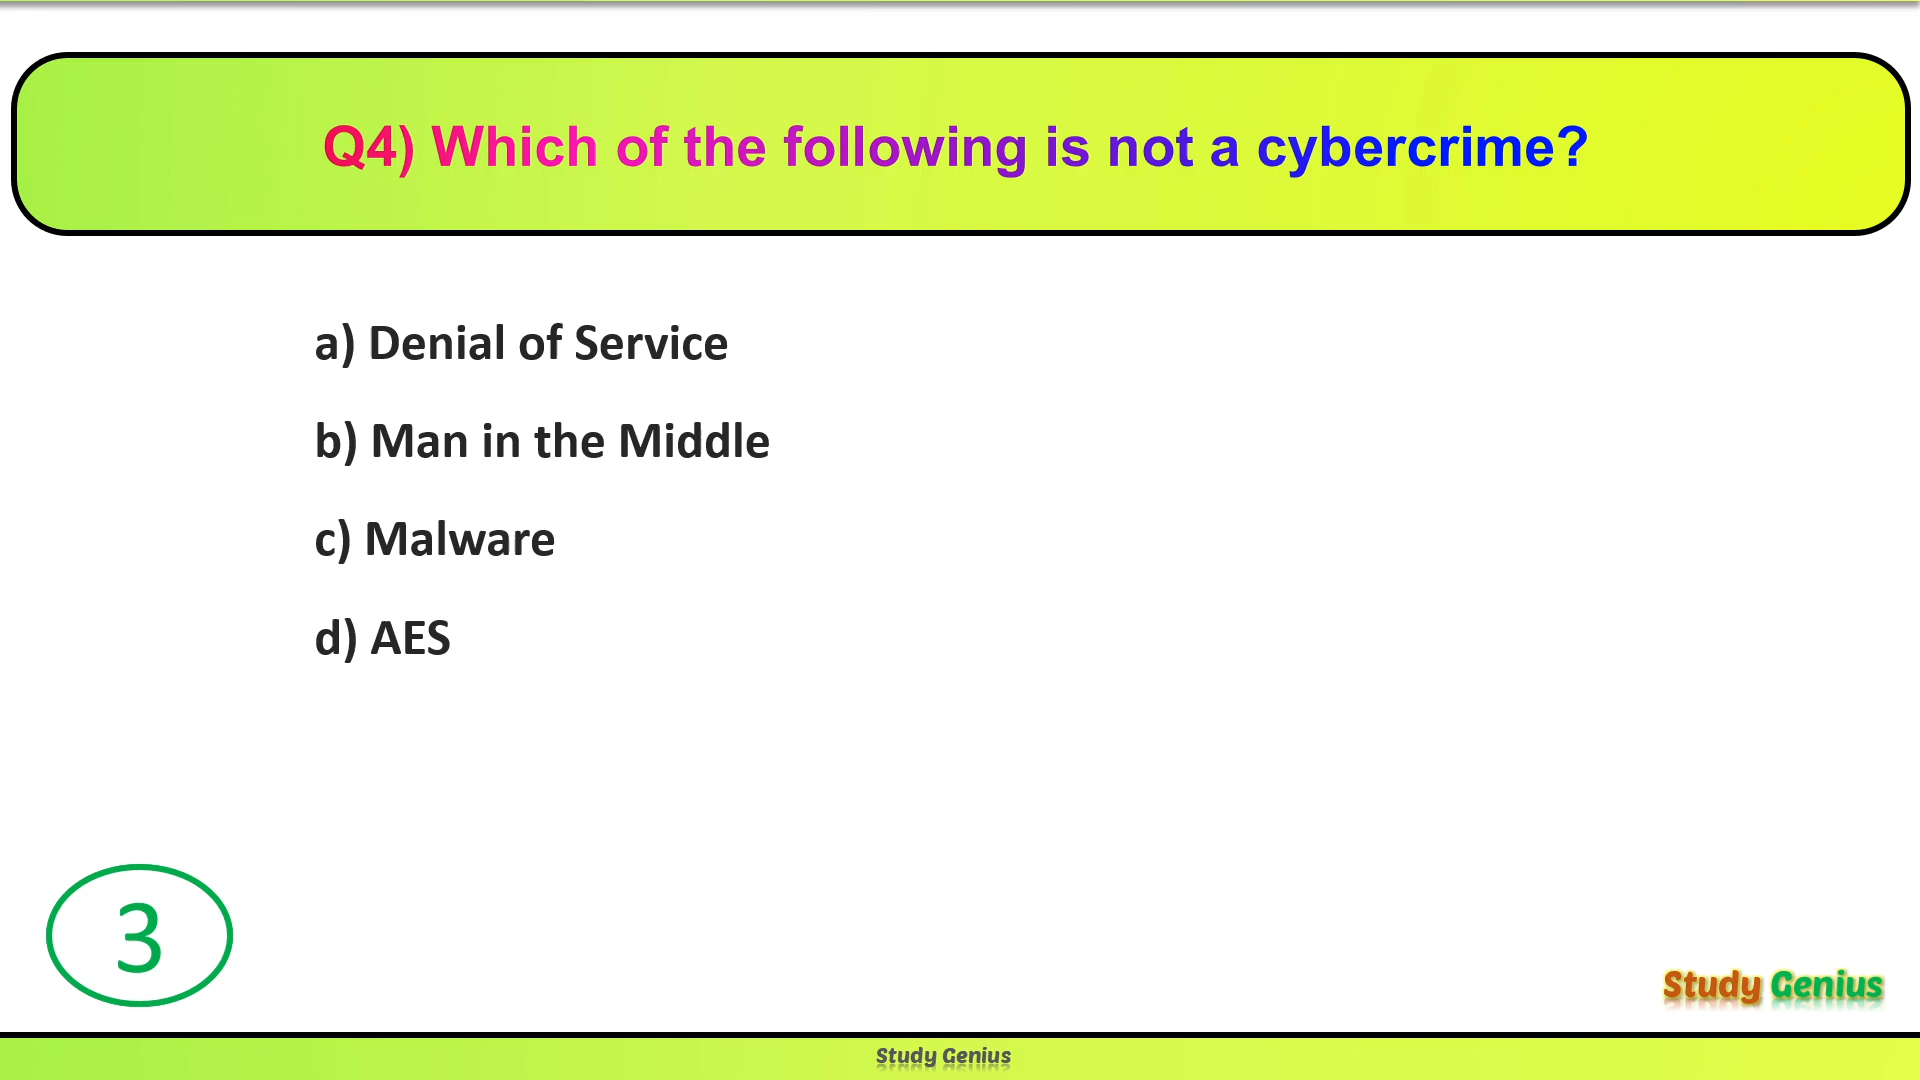 Q4) Which of the following is not a cybercrime?
a) Denial of Service
b) Man in the Middle
c) Malware
d) AES
3
Study Genius
Study Genius